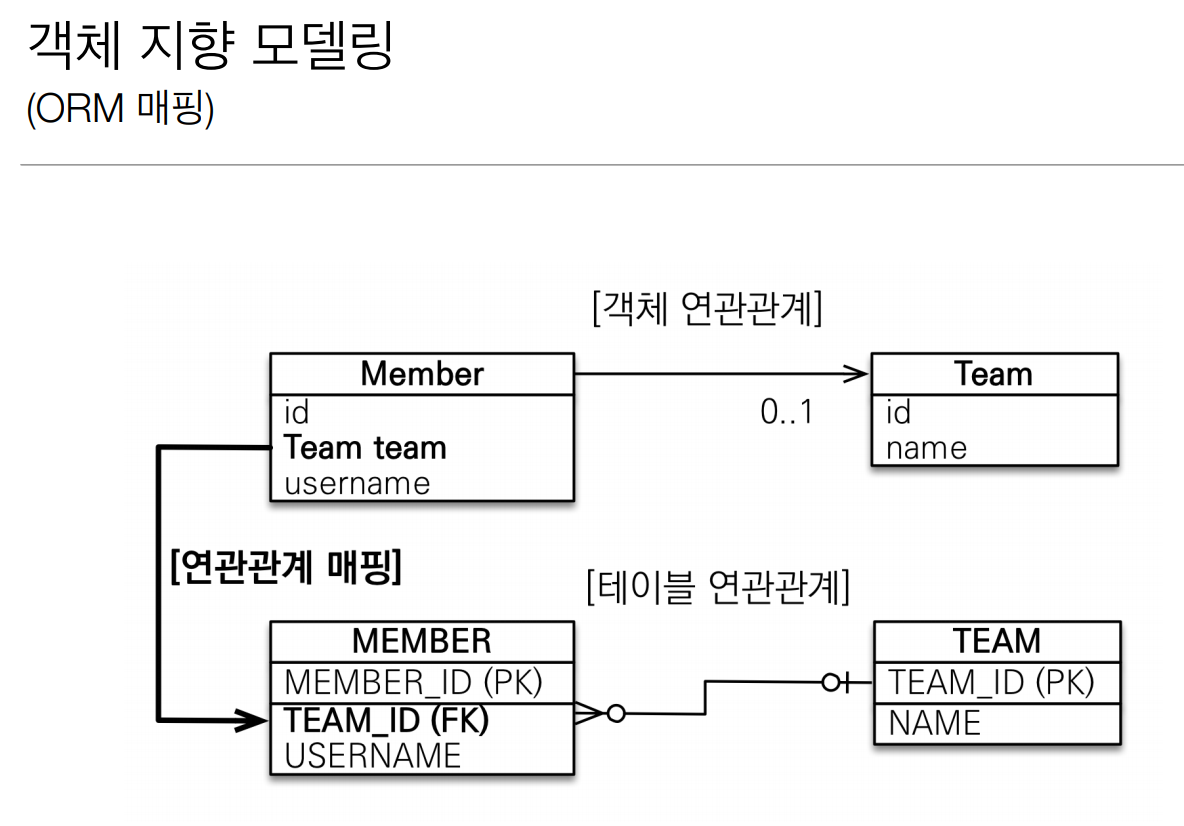 객체 지향 모델링
(ORM 매핑)
[객체 연관관계]
Member
id
Team team
username
0..1
Team
id
name
[연관관계 매핑]
[테이블 연관관계]
MEMBER
MEMBER_ID (PK)
TEAM_ID (FK)
USERNAME
TEAM
TEAM_ID (PK)
NAME